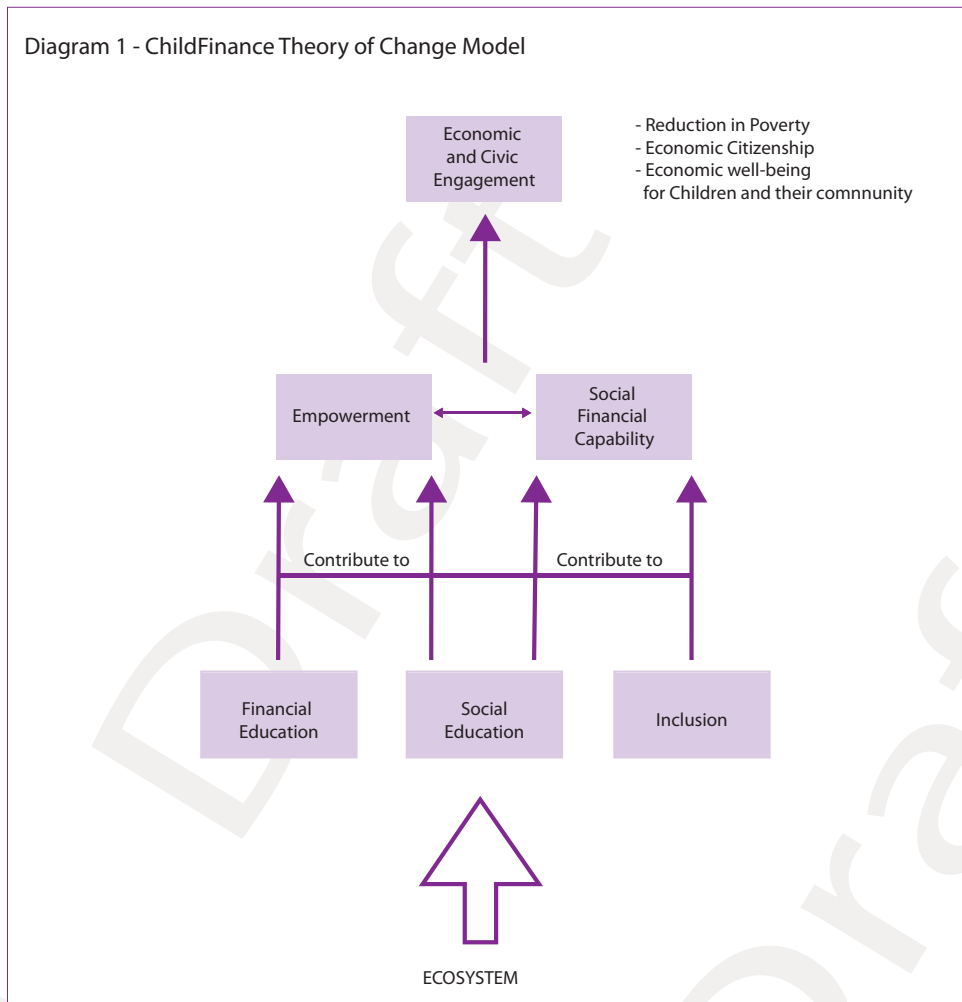 Diagram 1 - ChildFinance Theory of Change Model
Economic
and Civic
Engagement
- Reduction in Poverty
- Economic Citizenship
- Economic well-being
for Children and their comnnunity
Empowerment
Social
Financial
Capability
Contribute to
Contribute to
Financial
Education
Social
Education
Inclusion
ECOSYSTEM
Draft
Draf